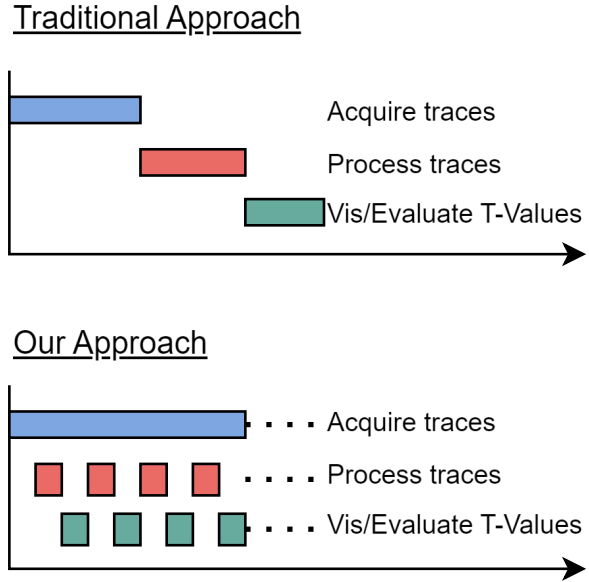 Traditional Approach
Acquire traces
Process traces
Vis/Evaluate T-Values
Our Approach
Acquire traces
Process traces
Vis/Evaluate T-Values